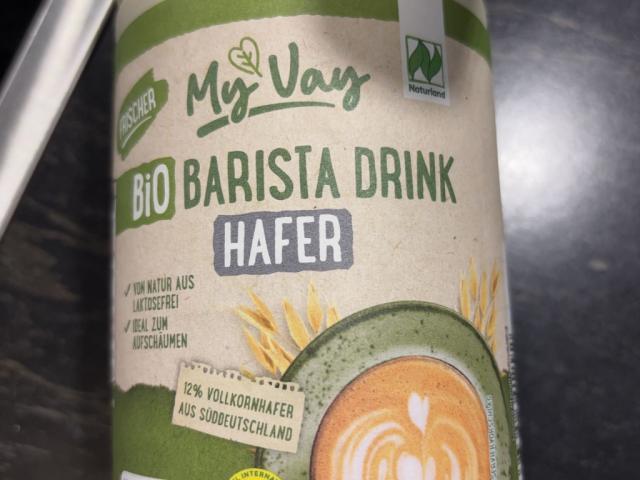 My Vay
Naturland
FRISCHER
BiO BARISTA DRINK
HAFER
✓ VON NATUR AUS
LAKTOSEFREI
✓ IDEAL ZUM
AUFSCHÄUMEN
12% VOLLKORNHAFER
AUS SÜDDEUTSCHLAND